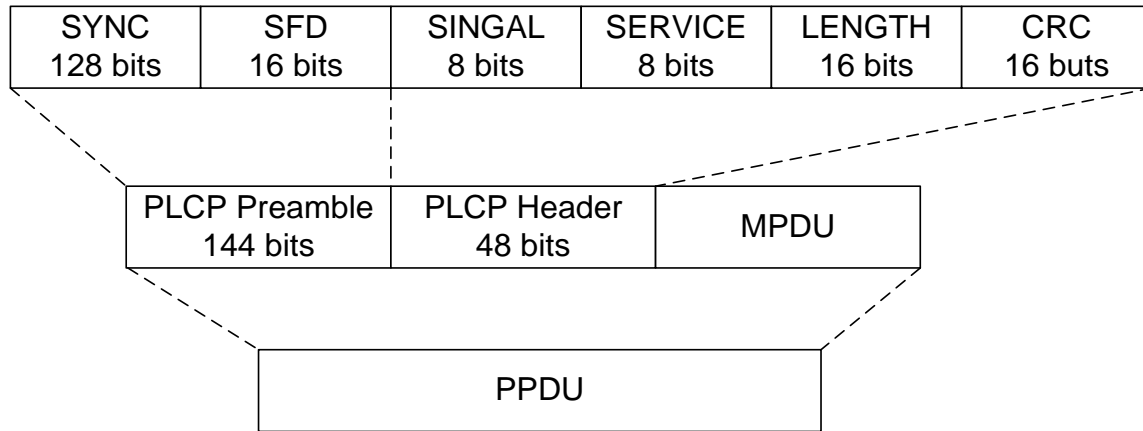 SYNC
128 bits
SFD
16 bits
SINGAL
8 bits
SERVICE
8 bits
LENGTH
16 bits
CRC
16 buts
PLCP Preamble
144 bits
PLCP Header
48 bits
MPDU
PPDU